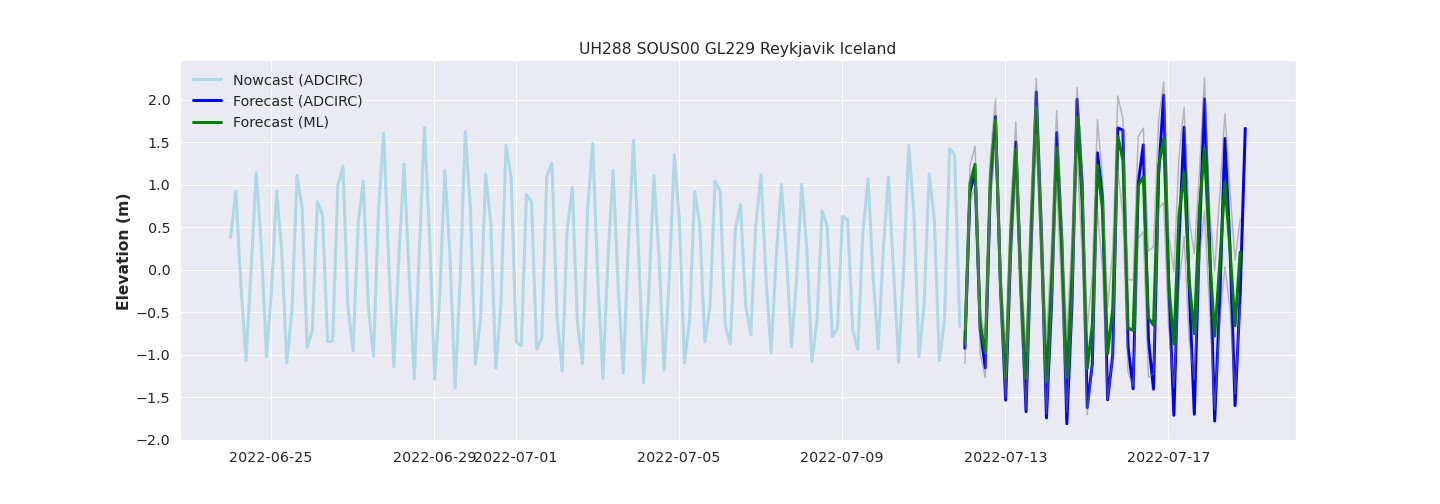 UH288 SOUS00 GL229 Reykjavik Iceland
Nowcast (ADCIRC)
Forecast (ADCIRC)
Forecast (ML)
Elevation (m)
2.0
1.5
1.0
0.5
0.0
−0.5
−1.0
−1.5
−2.0
2022-06-25 2022-06-29 2022-07-01 2022-07-05 2022-07-09 2022-07-13 2022-07-17